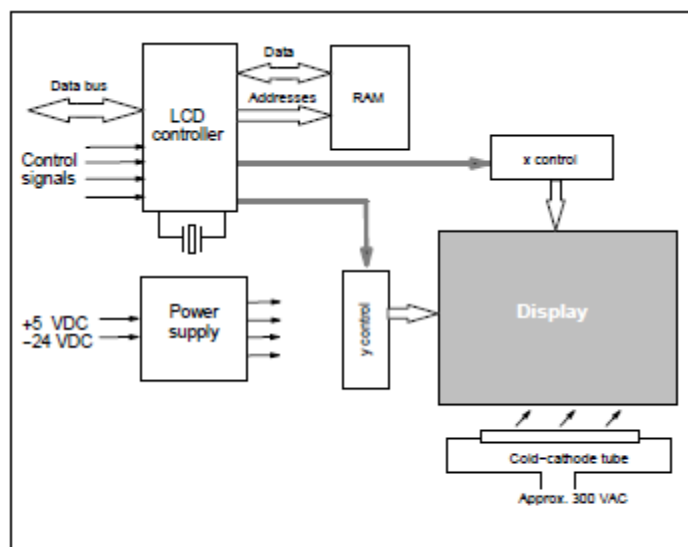 Data
Data bus
LCD
controller
Addresses
RAM
Control
signals
x control
Power
supply
+5 VDC
−24 VDC
y control
Display
Cold−cathode tube
Approx. 300 VAC